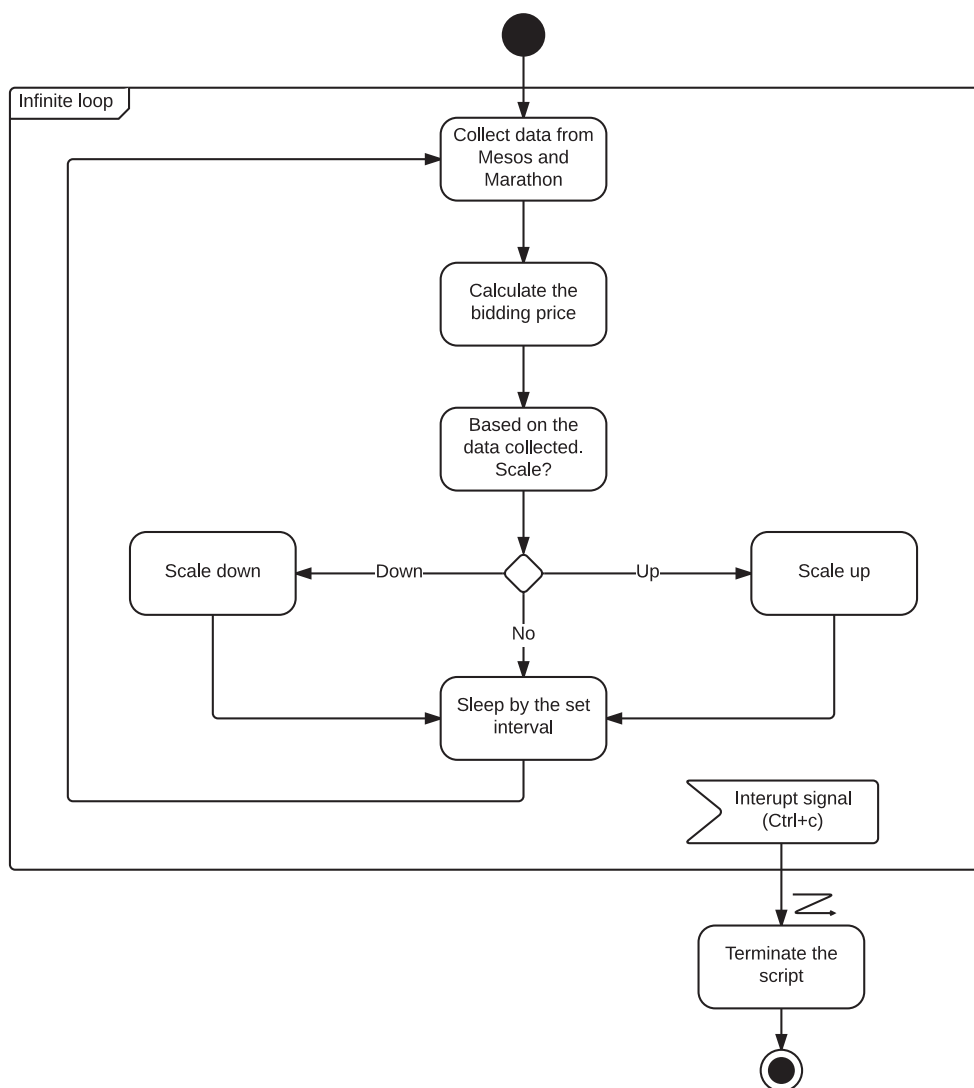 Infinite loop
Collect data from
Mesos and
Marathon
Calculate the
bidding price
Based on the
data collected.
Scale?
Scale down
Down
Up
Scale up
No
Sleep by the set
interval
Interupt signal
(Ctrl+c)
Terminate the
script